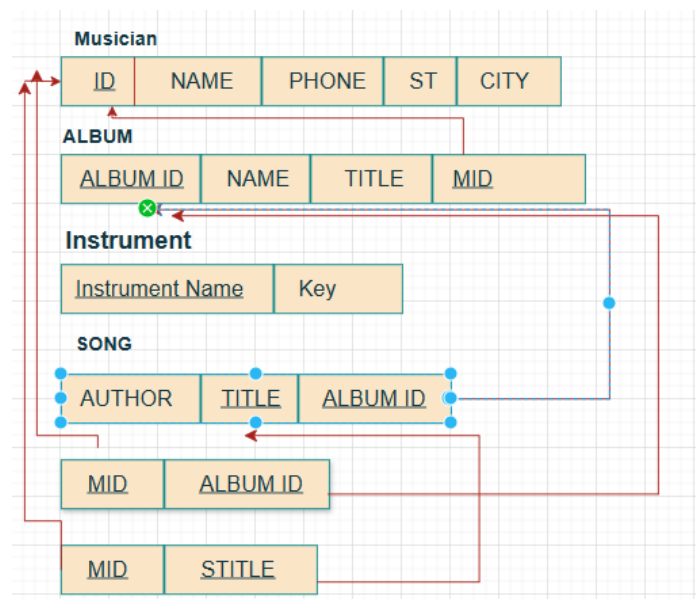 Musician
ID NAME PHONE ST CITY
ALBUM
ALBUM ID NAME TITLE MID
Instrument
Instrument Name Key
SONG
AUTHOR TITLE ALBUM ID
MID ALBUM ID
MID STITLE